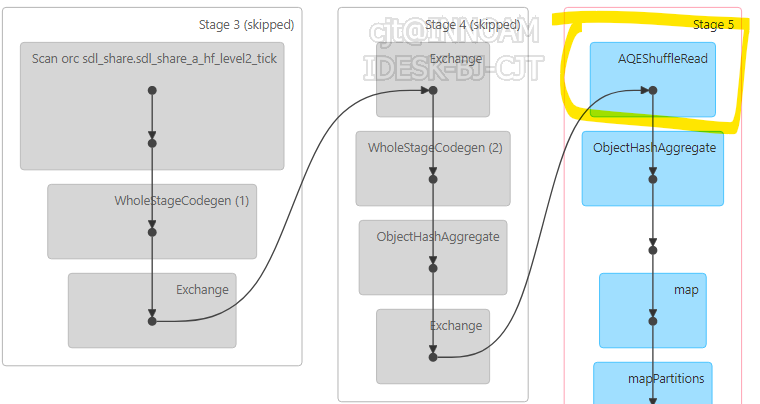 Stage 3 (skipped)
Scan orc sdl_share.sdl_share_a_hf_level2_tick
WholeStageCodegen (1)
Exchange
Stage 4 (skipped)
cjt@INNOAM
IDESK-BJ-CJT
Exchange
WholeStageCodegen (2)
ObjectHashAggregate
Exchange
Stage 5
AQEShuffleRead
ObjectHashAggregate
map
mapPartitions